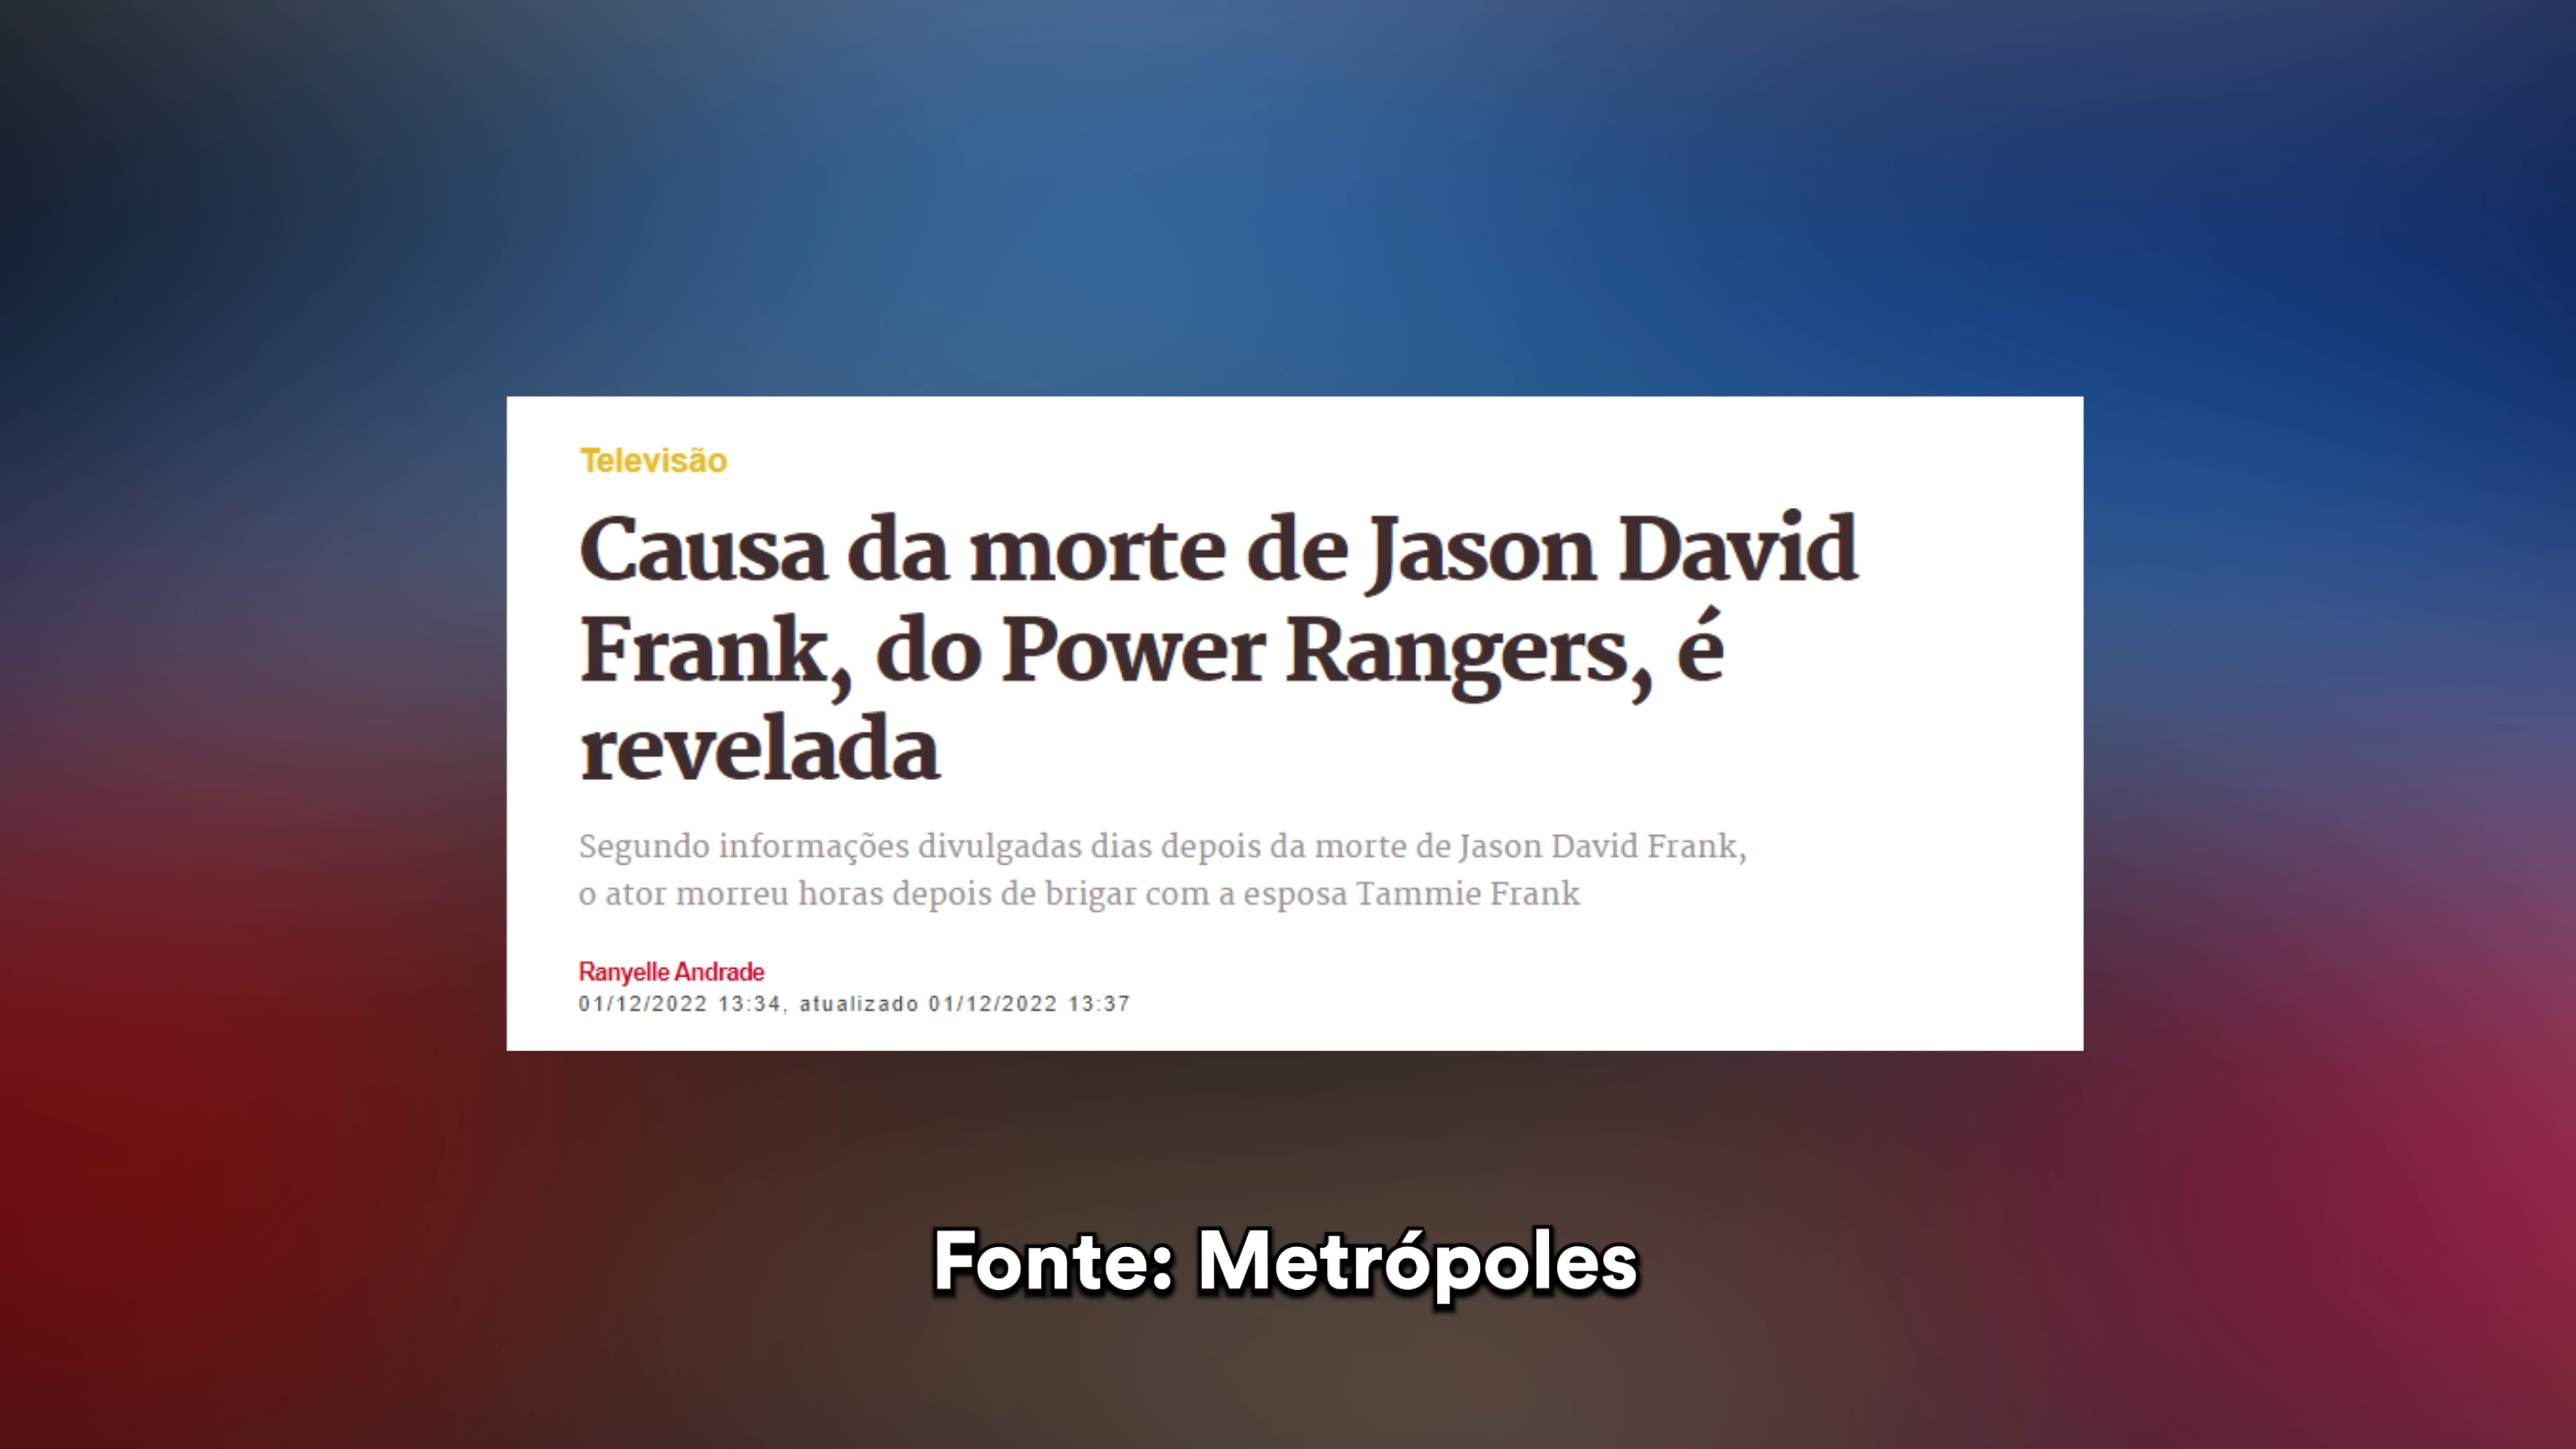 Televisão
Causa da morte de Jason David
Frank, do Power Rangers, é
revelada
Segundo informações divulgadas dias depois da morte de Jason David Frank,
o ator morreu horas depois de brigar com a esposa Tammie Frank
Ranyelle Andrade
01/12/2022 13:34, atualizado 01/12/2022 13:37
Fonte: Metrópoles